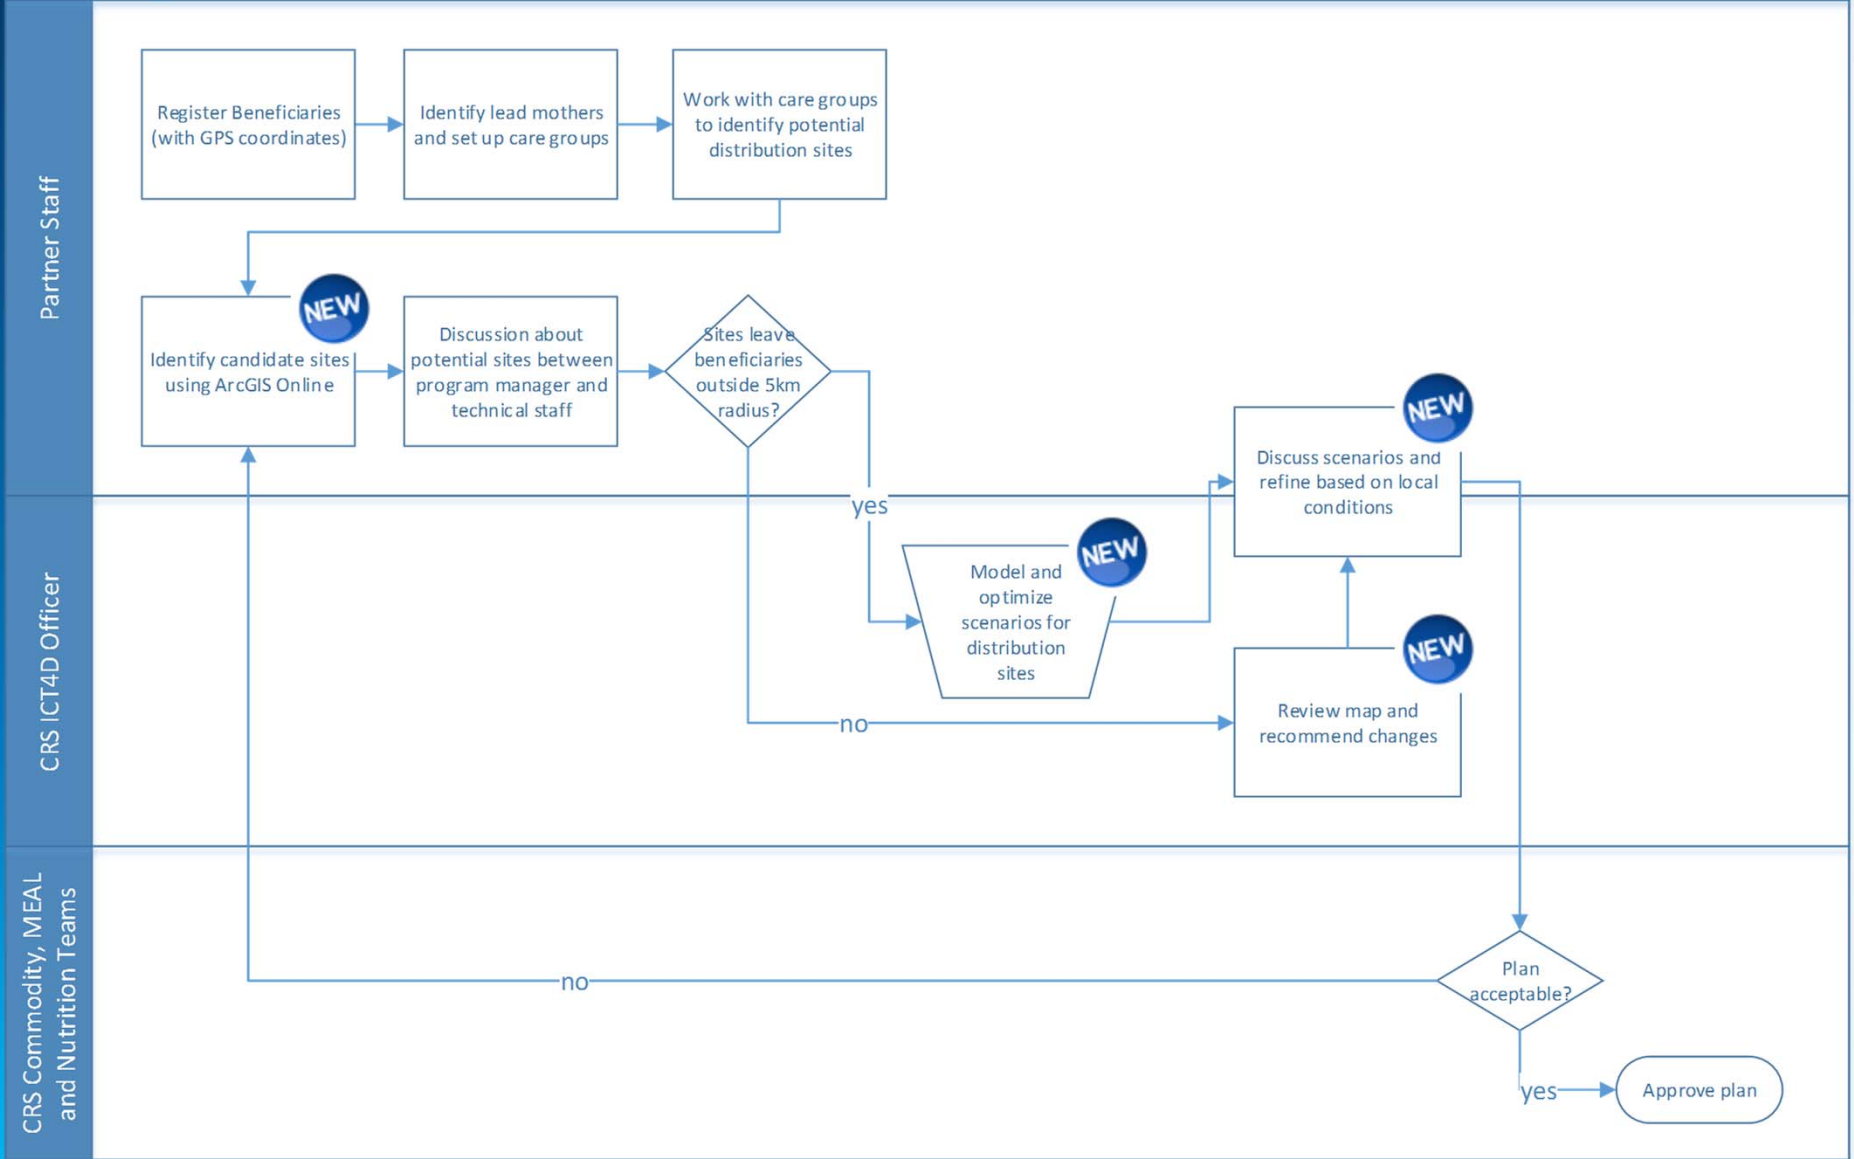 Partner Staff
Register Beneficiaries
(with GPS coordinates)
Identify lead mothers
and set up care groups
Work with care groups
to identify potential
distribution sites
NEW
Identify candidate sites
using ArcGIS Online
Discussion about
potential sites between
program manager and
technical staff
Sites leave
beneficiaries
outside 5km
radius?
yes
no
NEW
Discuss scenarios and
refine based on local
conditions
CRS ICT4D Officer
NEW
Model and
optimize
scenarios for
distribution
sites
NEW
Review map and
recommend changes
CRS Commodity, MEAL
and Nutrition Teams
Plan
acceptable?
no
yes
Approve plan